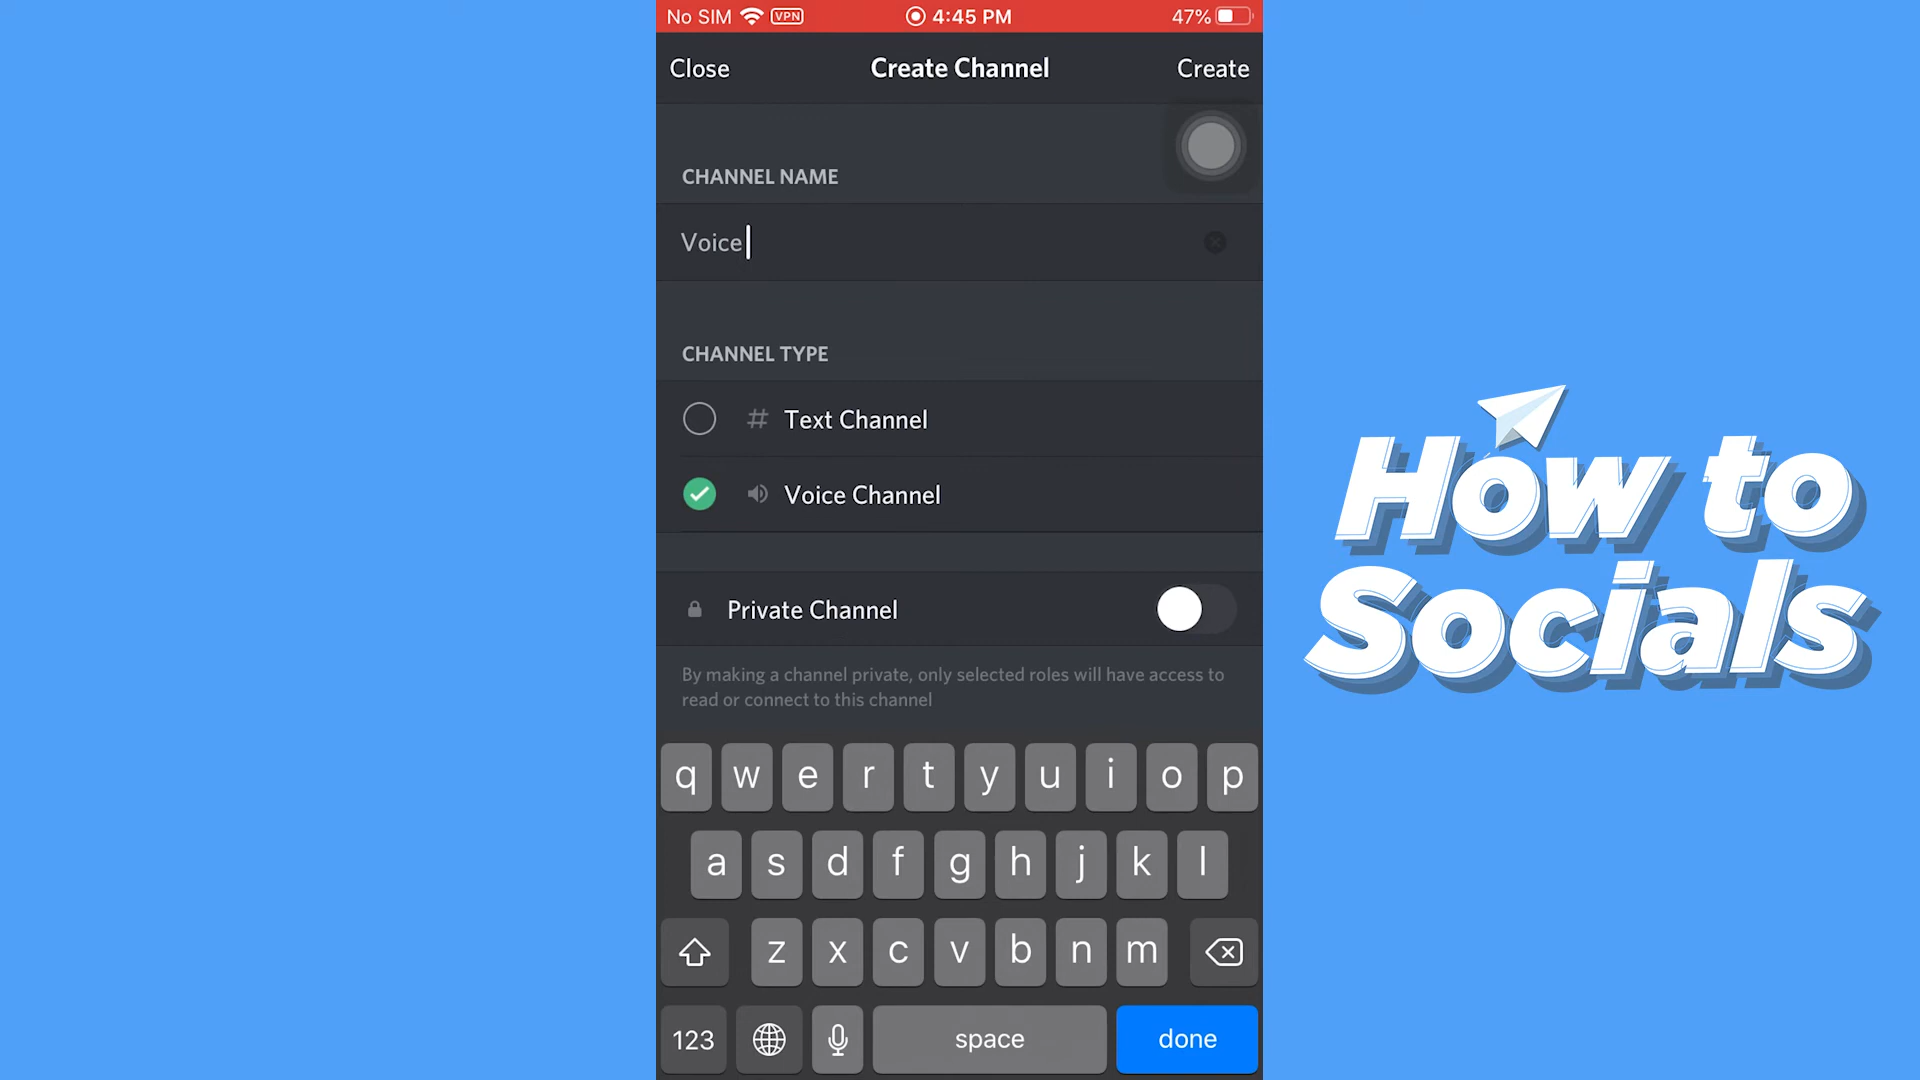 No SIM VPN 4:45 PM 47%
Close Create Channel Create
CHANNEL NAME
Voice
CHANNEL TYPE
# Text Channel
Voice Channel
Private Channel
By making a channel private, only selected roles will have access to
read or connect to this channel
q w e r t y u i o p
a s d f g h j k l
z x c v b n m
123 space done
How to
Socials